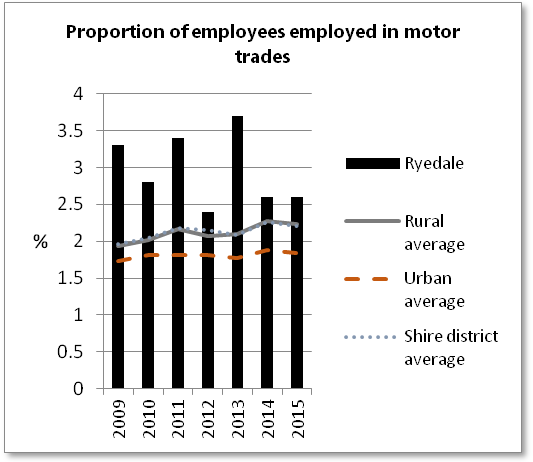 Proportion of employees employed in motor
trades
4
3.5
3
2.5
2
1.5
1
0.5
0
%
2009
2010
2011
2012
2013
2014
2015
Ryedale
Rural
average
Urban
average
Shire district
average